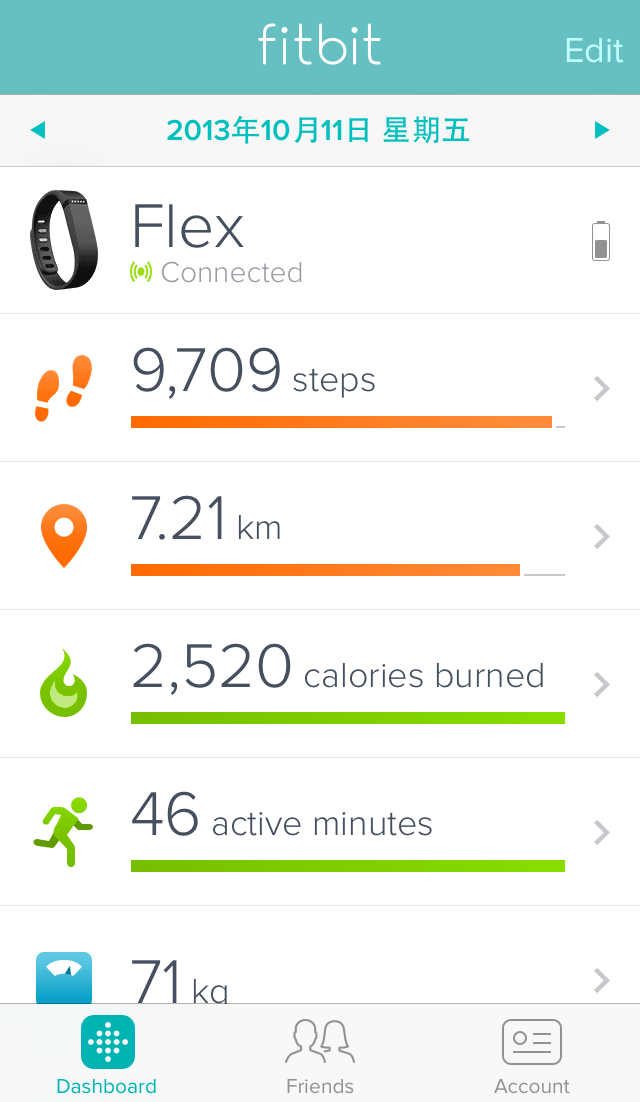 fitbit
Edit
2013年10月11日 星期五
Flex
Connected
9,709 steps
7.21 km
2,520 calories burned
46 active minutes
71 kg
Dashboard
Friends
Account